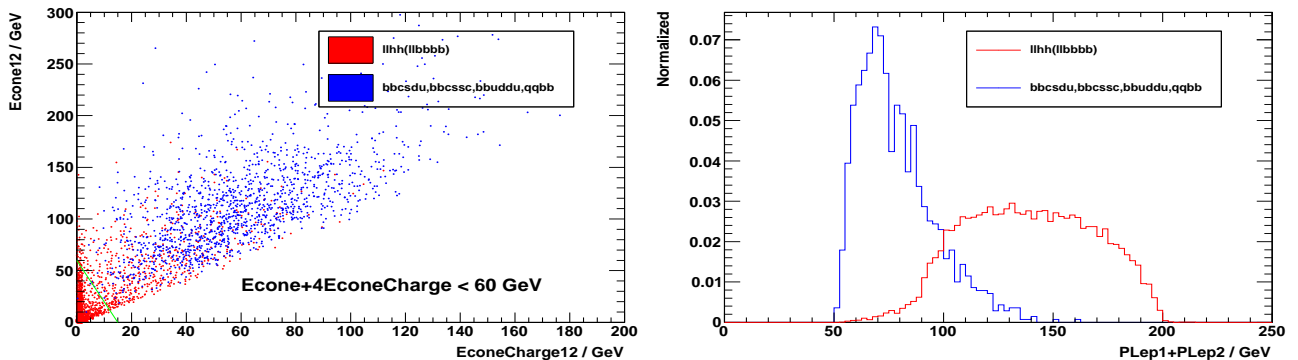 Econe12 / GeV
300
250
200
150
100
50
0
llhh(llbbbb)
bbcsdu,bbcssc,bbuddu,qqbb
Econe+4EconeCharge < 60 GeV
0 20 40 60 80 100 120 140 160 180 200
EconeCharge12 / GeV
Normalized
0.07
0.06
0.05
0.04
0.03
0.02
0.01
0
llhh(llbbbb)
bbcsdu,bbcssc,bbuddu,qqbb
0 50 100 150 200 250
PLep1+PLep2 / GeV